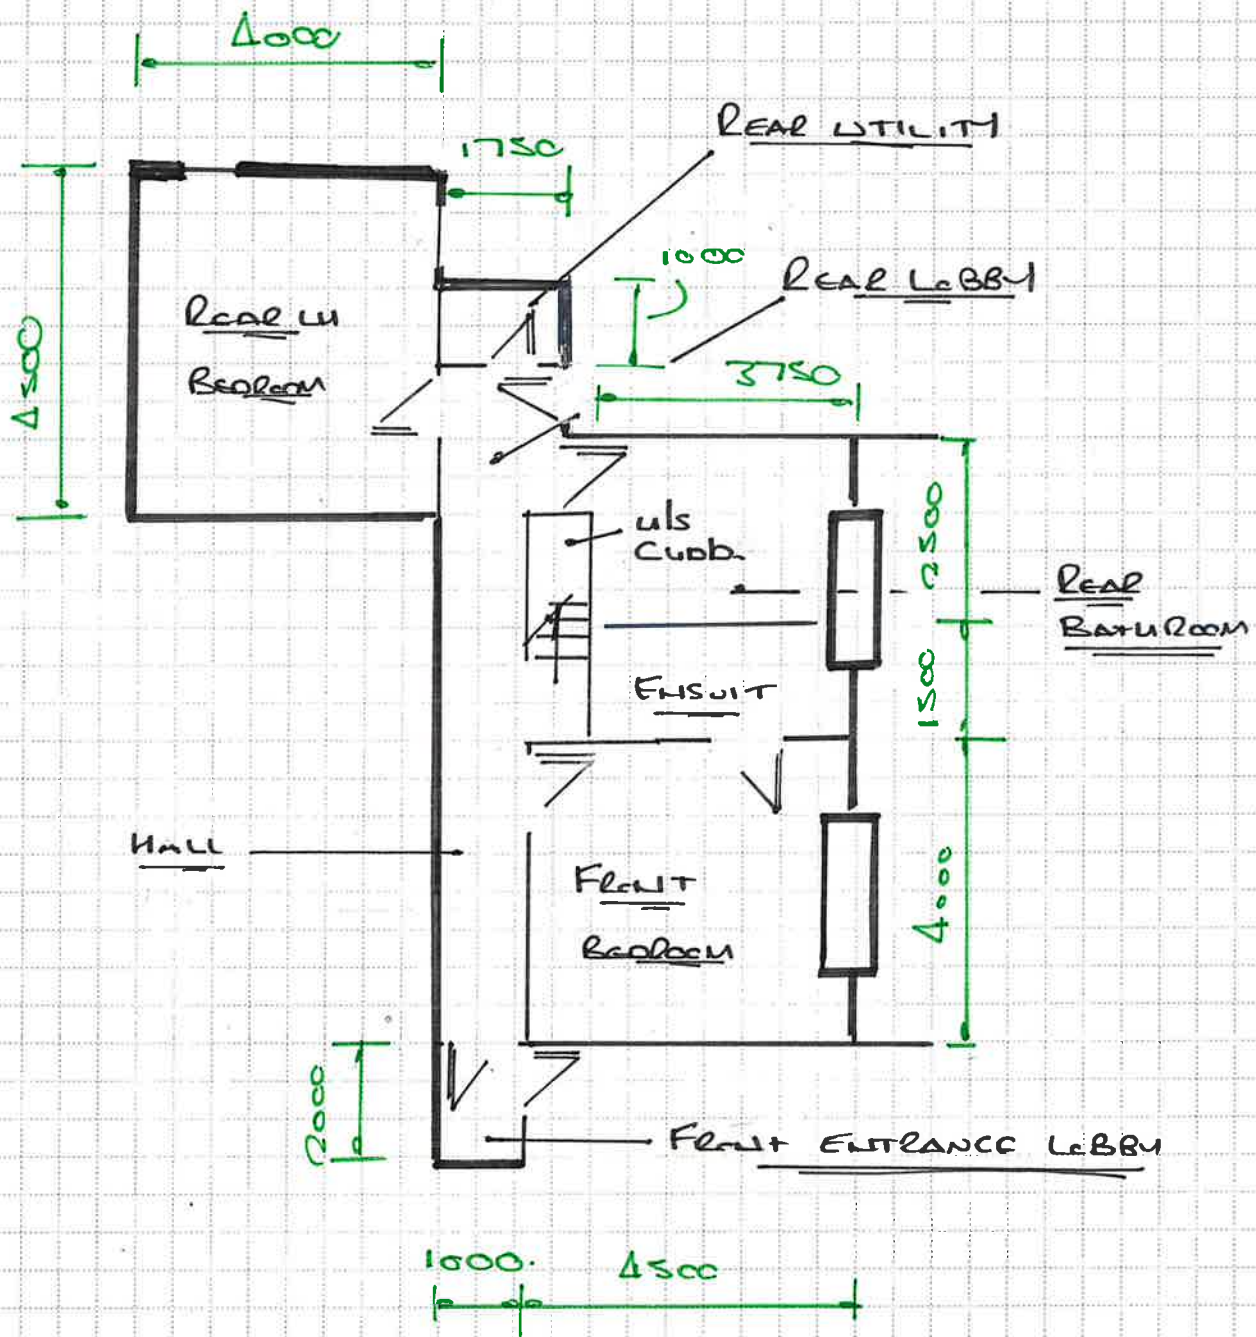 4000
REAR UTILITY
1750
1000
REAR LOBBY
REAR LH
BEDROOM
3750
4500
u/s
CUPB.
2500
REAR
BATHROOM
1500
ENSUIT
HALL
FRONT
BEDROOM
4000
2000
FRONT ENTRANCE LOBBY
1000.
4500